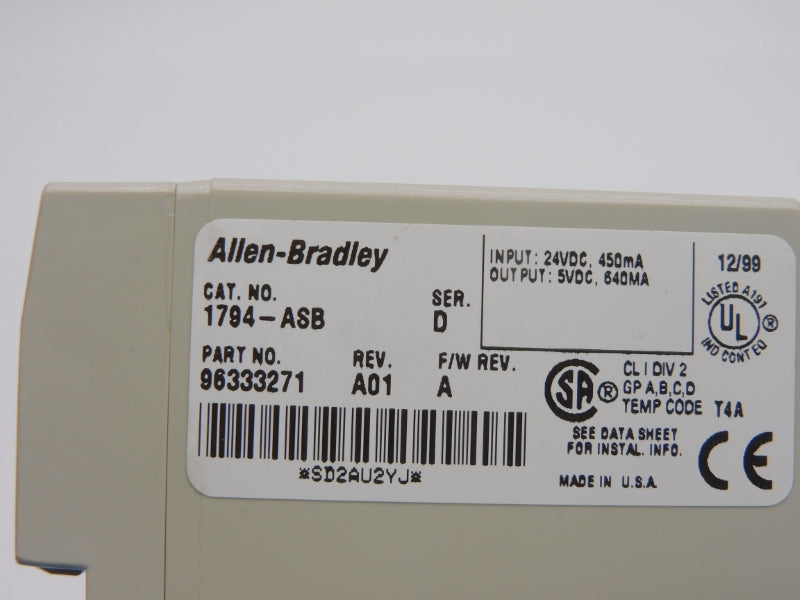 Allen-Bradley
CAT. NO. SER.
1794-ASB D
PART NO. REV. F/W REV.
96333271 A01 A
*SD2AU2YJ*
INPUT: 24VDC, 450mA
OUTPUT: 5VDC, 640MA
12/99
LISTED A197
UL ®
IND CONT EQ
SA ®
CL I DIV 2
GP A,B,C,D
TEMP CODE T4A
SEE DATA SHEET
FOR INSTAL. INFO.
MADE IN U.S.A.
CE